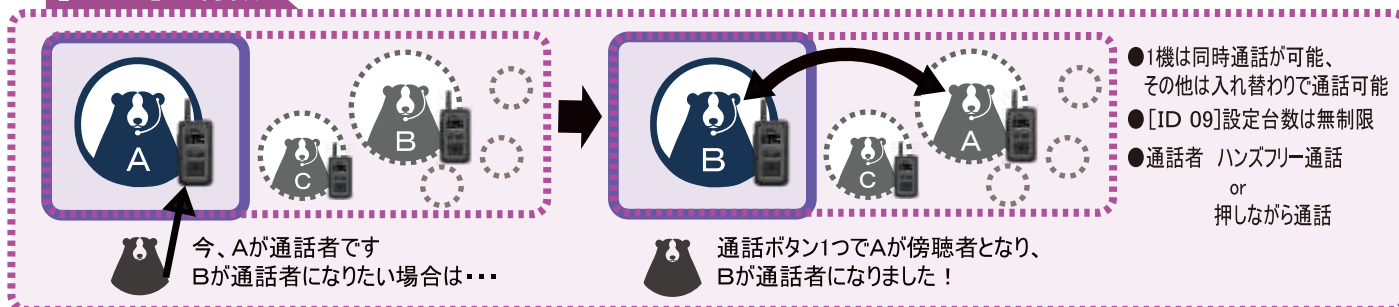 A
B
C
B
A
C
今、Aが通話者です
Bが通話者になりたい場合は・・・
通話ボタン1つでAが傍聴者となり、
Bが通話者になりました！
●1機は同時通話が可能、
その他は入れ替わりで通話可能
●[ID 09]設定台数は無制限
●通話者 ハンズフリー通話
or
押しながら通話